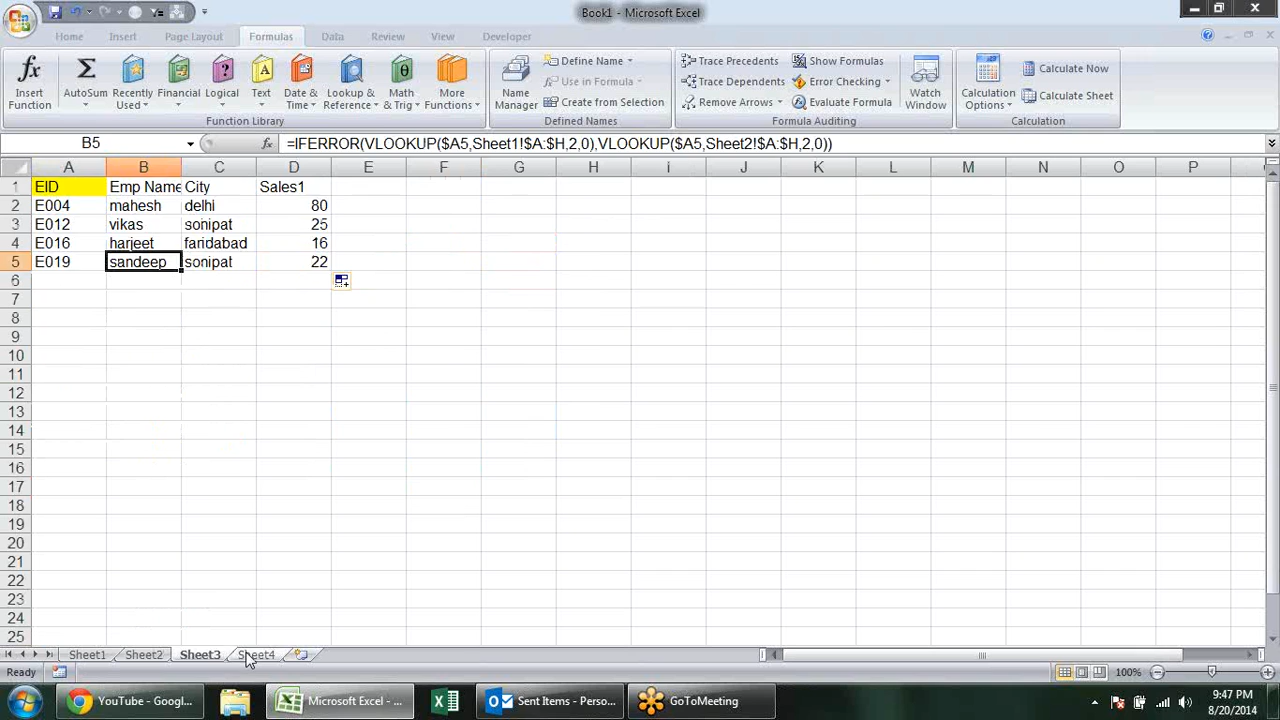 Book1 - Microsoft Excel
Home Insert Page Layout Formulas Data Review View Developer
Insert Function
AutoSum
Recently Used
Financial
Logical
Text
Date & Time
Lookup & Reference
Math & Trig
More Functions
Function Library
Name Manager
Define Name
Use in Formula
Create from Selection
Defined Names
Trace Precedents
Trace Dependents
Remove Arrows
Show Formulas
Error Checking
Evaluate Formula
Formula Auditing
Watch Window
Calculation Options
Calculate Now
Calculate Sheet
Calculation
B5 fx =IFERROR(VLOOKUP($A5,Sheet1!$A:$H,2,0),VLOOKUP($A5,Sheet2!$A:$H,2,0))
A B C D E F G H I J K L M N O P
1 EID Emp Name City Sales1
2 E004 mahesh delhi 80
3 E012 vikas sonipat 25
4 E016 harjeet faridabad 16
5 E019 sandeep sonipat 22
6
7
8
9
10
11
12
13
14
15
16
17
18
19
20
21
22
23
24
25
Sheet1 Sheet2 Sheet3 Sheet4
Ready 100%
YouTube - Googl... Microsoft Excel - ... Sent Items - Perso... GoToMeeting
9:47 PM
8/20/2014